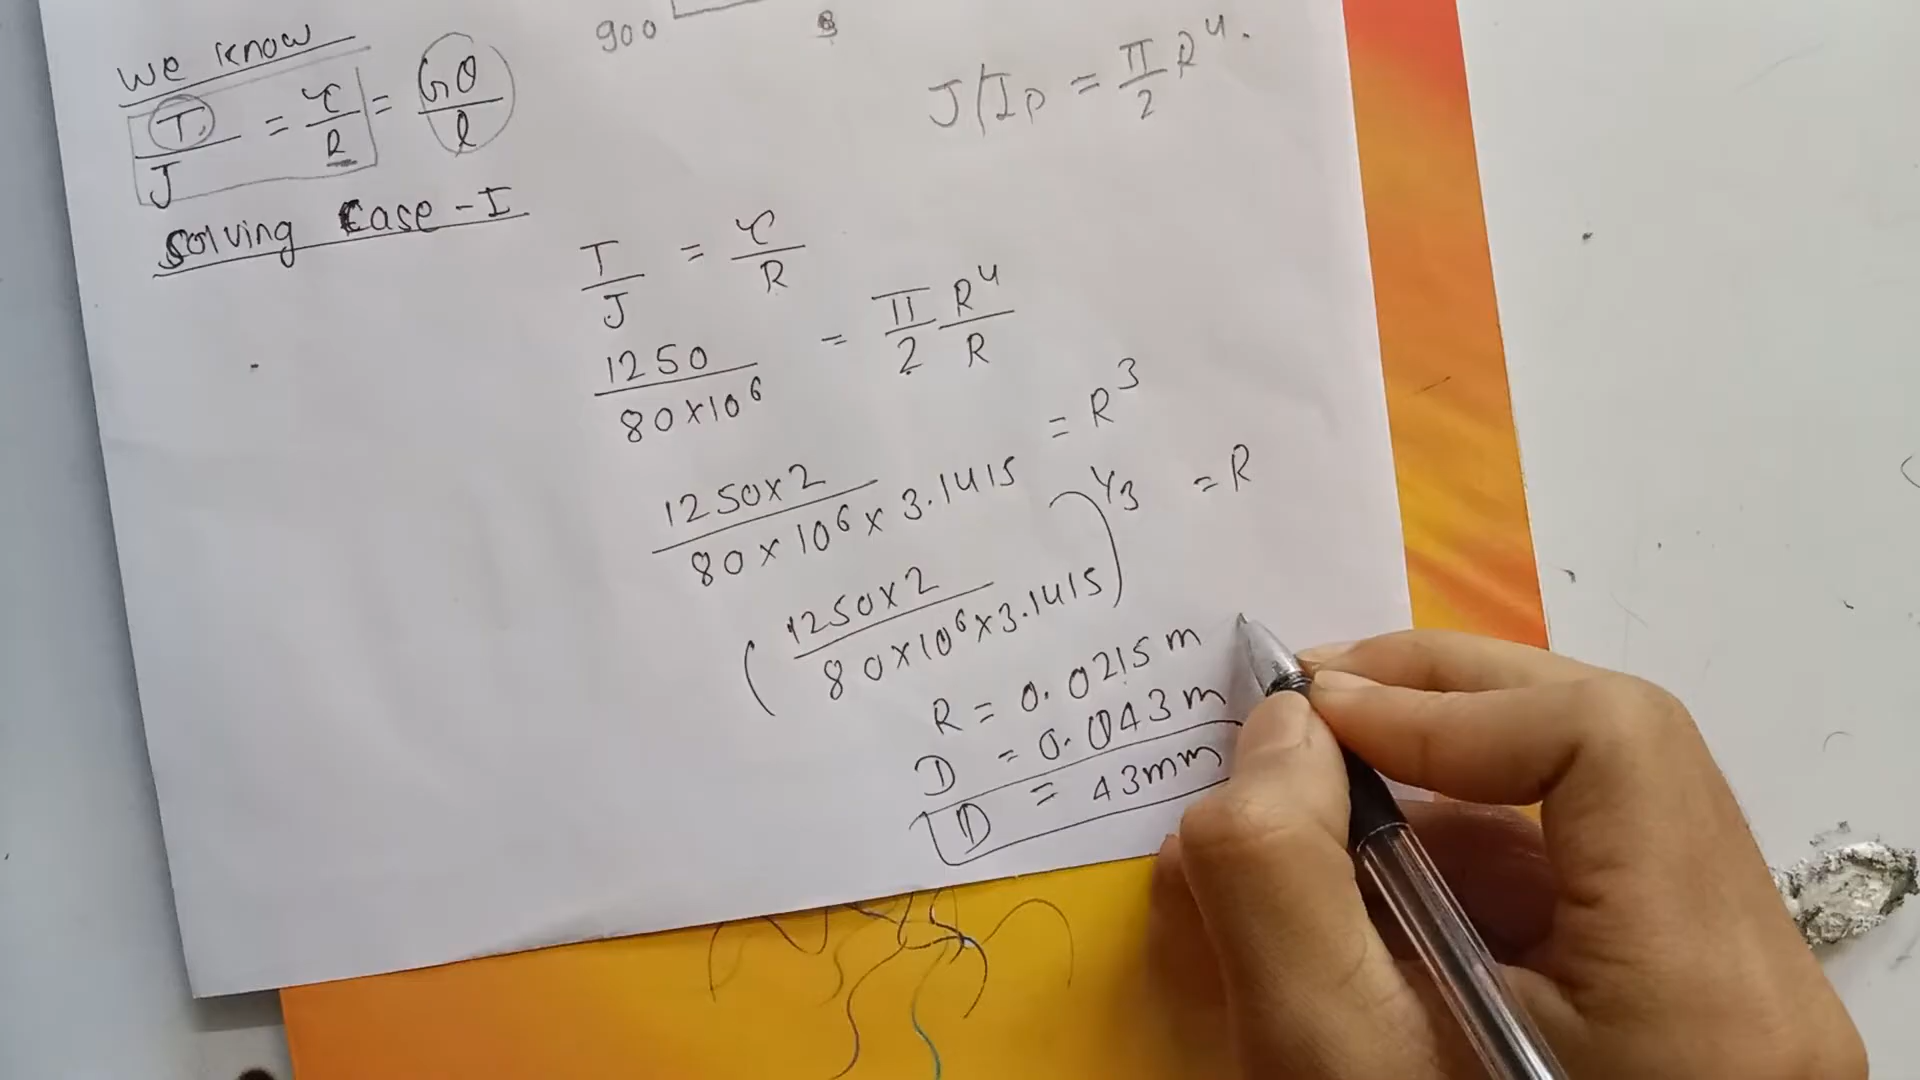 900 8
We know
T/J = τ/R = Gθ/l
J/Ip = π/2 R⁴.
Solving Case - I
T/J = τ/R
1250/80×10⁶ = π/2 R⁴/R
1250×2/80×10⁶×3.1415 = R³
(1250×2/80×10⁶×3.1415)^1/3 = R
R = 0.0215 m
D = 0.043 m
D = 43mm